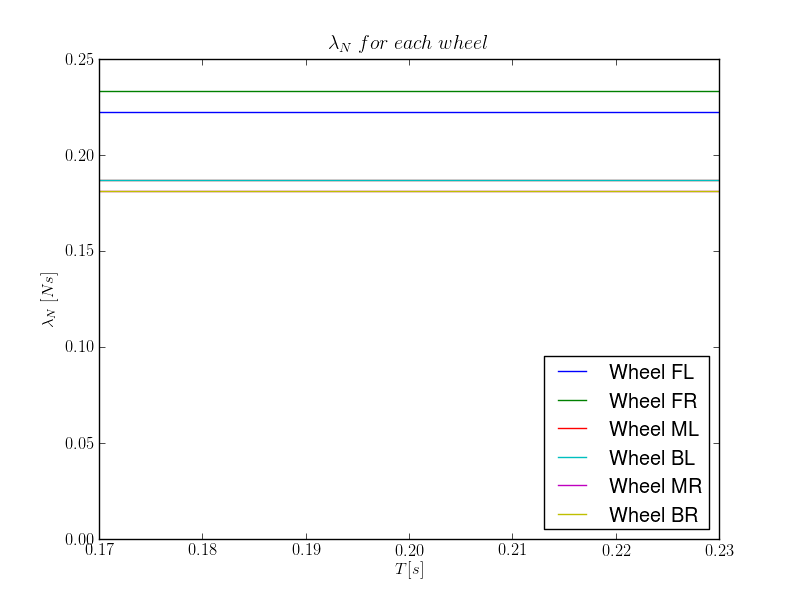 λN for each wheel
0.25
0.20
0.15
0.10
0.05
0.00
λN [Ns]
Wheel FL
Wheel FR
Wheel ML
Wheel BL
Wheel MR
Wheel BR
0.17 0.18 0.19 0.20 0.21 0.22 0.23
T[s]